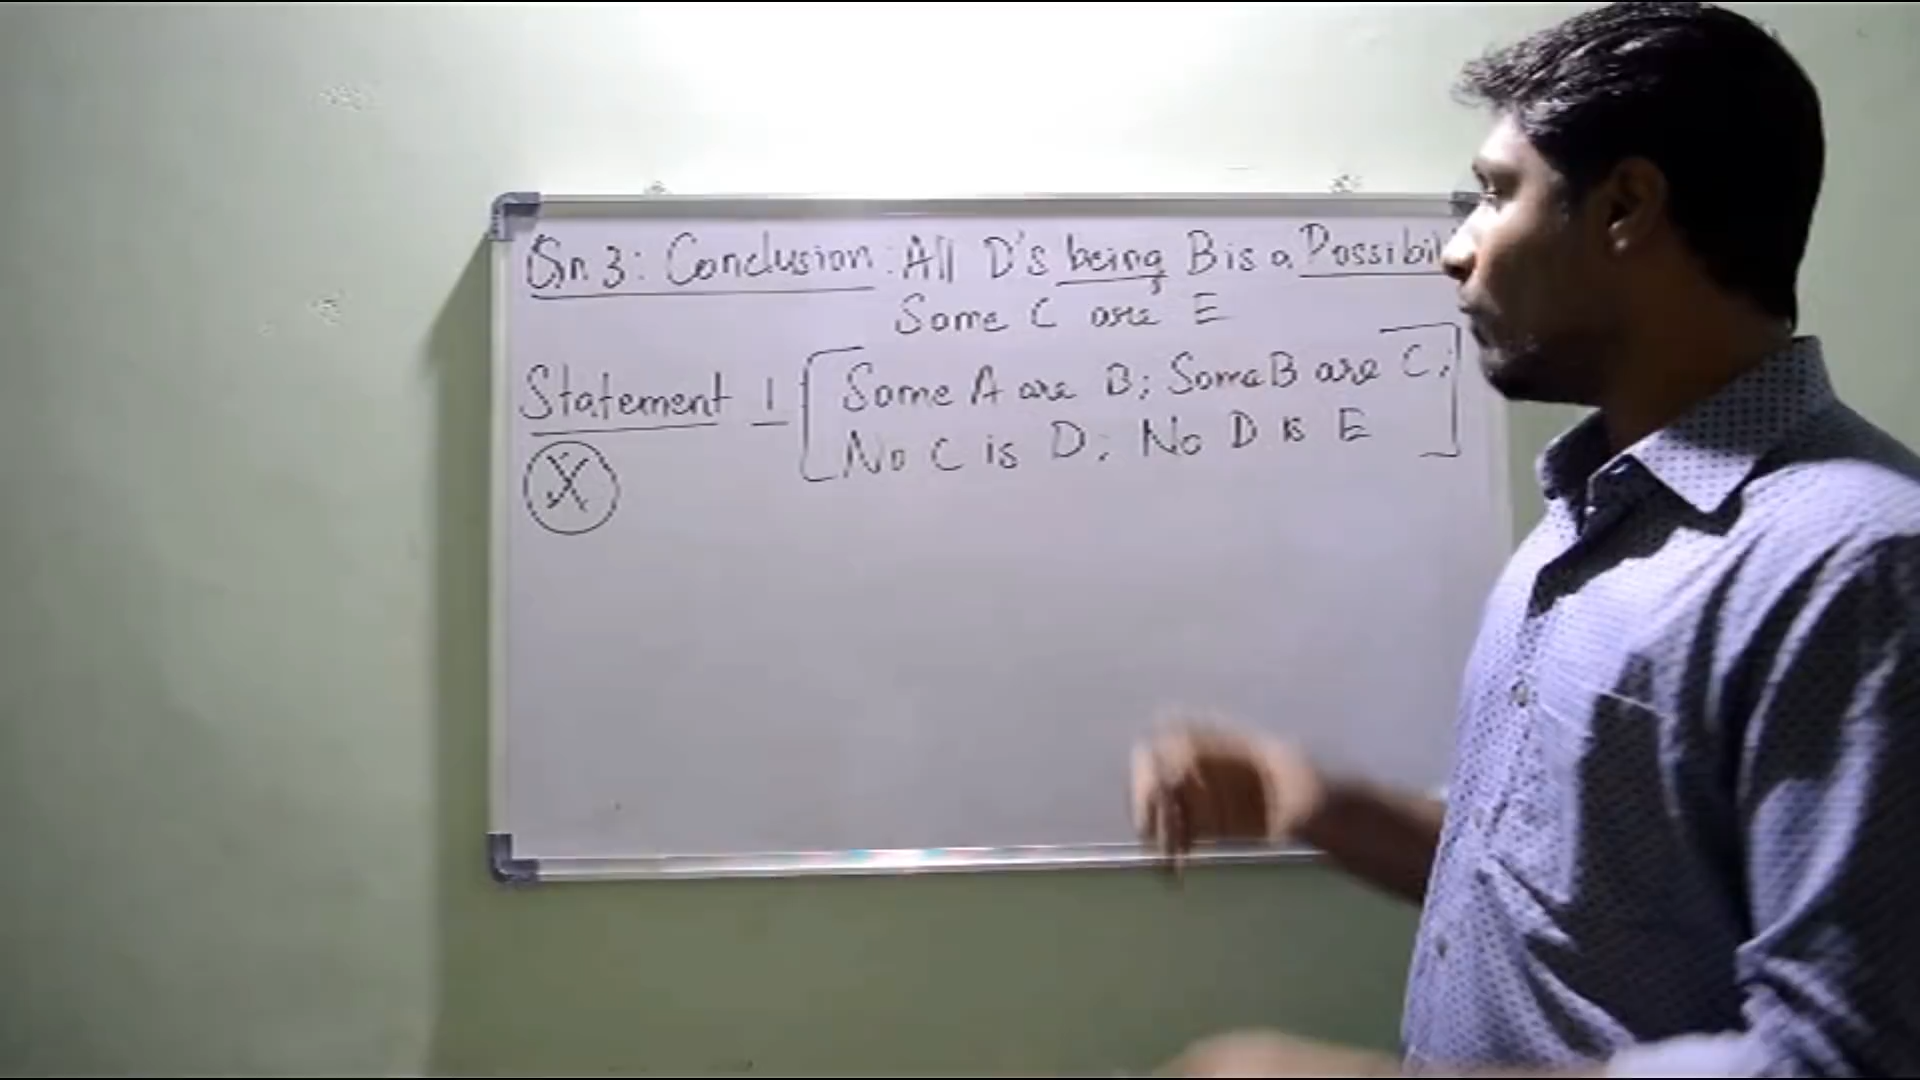 Qn 3: Conclusion: All D's being B is a Possibil
Some C are E
Statement 1 [Some A are B; Some B are C;
No C is D; No D is E]
X